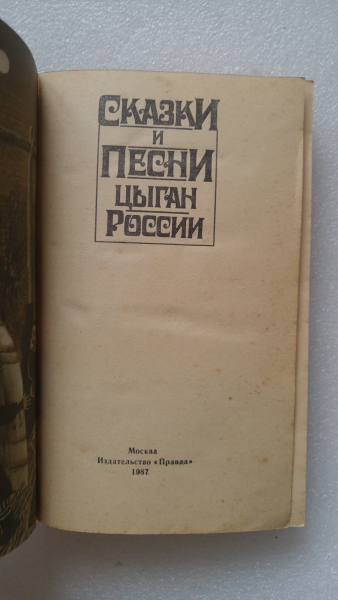 СКАЗКИ
И
ПЕСНИ
ЦЫГАН
РОССИИ
Москва
Издательство «Правда»
1987